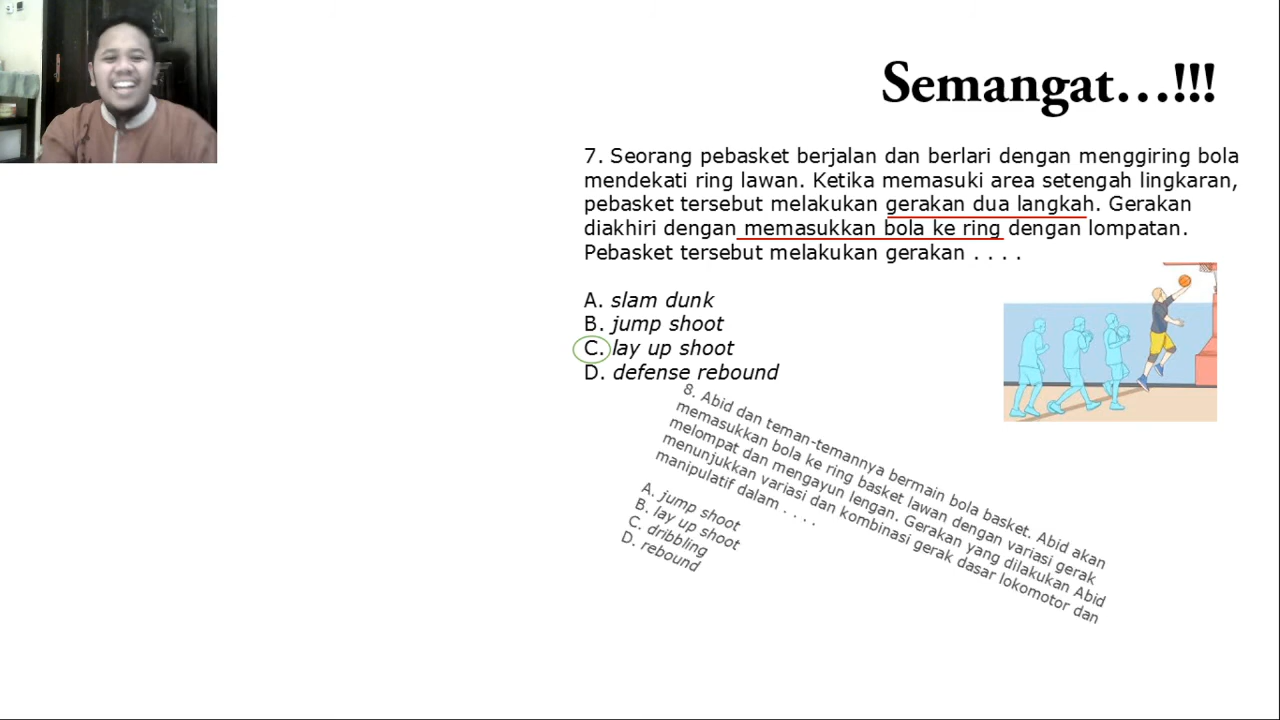 Semangat...!!!
7. Seorang pebasket berjalan dan berlari dengan menggiring bola
mendekati ring lawan. Ketika memasuki area setengah lingkaran,
pebasket tersebut melakukan gerakan dua langkah. Gerakan
diakhiri dengan memasukkan bola ke ring dengan lompatan.
Pebasket tersebut melakukan gerakan . . . .
A. slam dunk
B. jump shoot
C. lay up shoot
D. defense rebound
8. Abid dan teman-temannya bermain bola basket. Abid akan
memasukkan bola ke ring basket lawan dengan variasi gerak
melompat dan mengayun lengan. Gerakan yang dilakukan Abid
menunjukkan variasi dan kombinasi gerak dasar lokomotor dan
manipulatif dalam . . . .
A. jump shoot
B. lay up shoot
C. dribbling
D. rebound